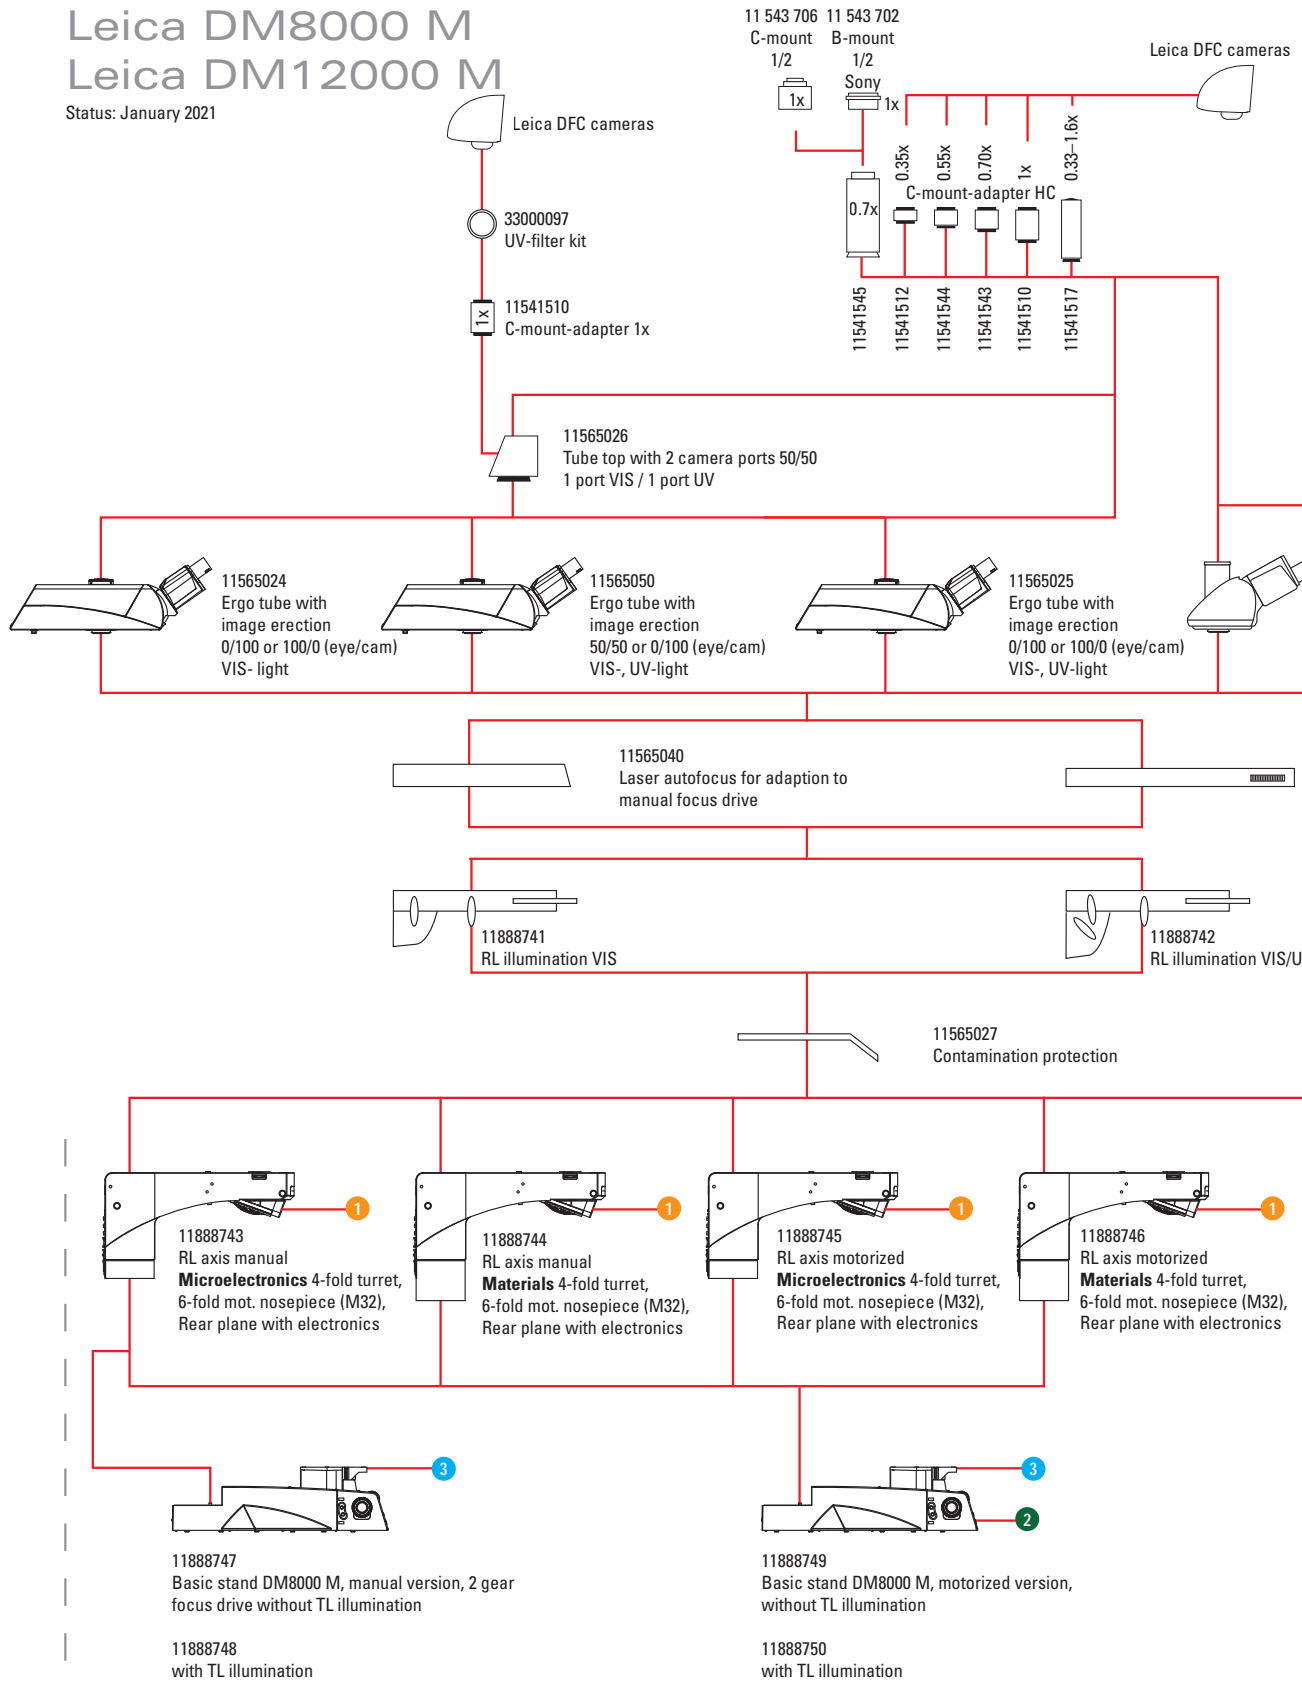 Leica DM8000 M
Leica DM12000 M
Status: January 2021
Leica DFC cameras
33000097
UV-filter kit
1x
11541510
C-mount-adapter 1x
11 543 706
C-mount
1/2
1x
11 543 702
B-mount
1/2
Sony
1x
Leica DFC cameras
0.35x
0.55x
0.70x
1x
0.33–1.6x
C-mount-adapter HC
0.7x
11541545
11541512
11541544
11541543
11541510
11541517
11565026
Tube top with 2 camera ports 50/50
1 port VIS / 1 port UV
11565024
Ergo tube with
image erection
0/100 or 100/0 (eye/cam)
VIS- light
11565050
Ergo tube with
image erection
50/50 or 0/100 (eye/cam)
VIS-, UV-light
11565025
Ergo tube with
image erection
0/100 or 100/0 (eye/cam)
VIS-, UV-light
11565040
Laser autofocus for adaption to
manual focus drive
11888741
RL illumination VIS
11888742
RL illumination VIS/U
11565027
Contamination protection
1
11888743
RL axis manual
Microelectronics 4-fold turret,
6-fold mot. nosepiece (M32),
Rear plane with electronics
1
11888744
RL axis manual
Materials 4-fold turret,
6-fold mot. nosepiece (M32),
Rear plane with electronics
1
11888745
RL axis motorized
Microelectronics 4-fold turret,
6-fold mot. nosepiece (M32),
Rear plane with electronics
1
11888746
RL axis motorized
Materials 4-fold turret,
6-fold mot. nosepiece (M32),
Rear plane with electronics
3
11888747
Basic stand DM8000 M, manual version, 2 gear
focus drive without TL illumination
11888748
with TL illumination
3
2
11888749
Basic stand DM8000 M, motorized version,
without TL illumination
11888750
with TL illumination